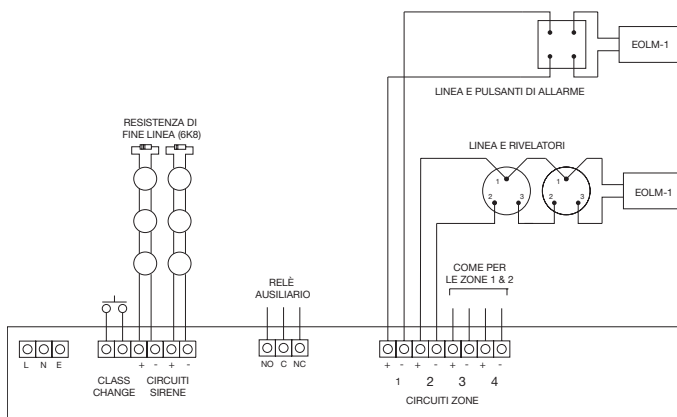 EOLM-1
LINEA E PULSANTI DI ALLARME
RESISTENZA DI
FINE LINEA (6K8)
LINEA E RIVELATORI
1
2
3
1
2
3
EOLM-1
COME PER
LE ZONE 1 & 2
RELÈ
AUSILIARIO
L N E
+ - + -
NO C NC
+ - + - + - + -
1 2 3 4
CLASS
CHANGE
CIRCUITI
SIRENE
CIRCUITI ZONE